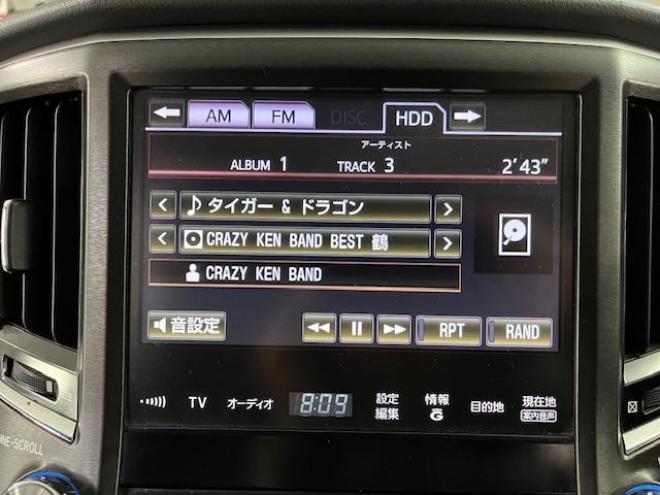 AM FM DISC HDD
アーティスト
ALBUM 1 TRACK 3 2'43"
タイガー & ドラゴン
CRAZY KEN BAND BEST 鶴
CRAZY KEN BAND
音設定 RPT RAND
TV オーディオ 8:09 設定 編集 情報 G 目的地 現在地 案内音声
NE-SCROLL